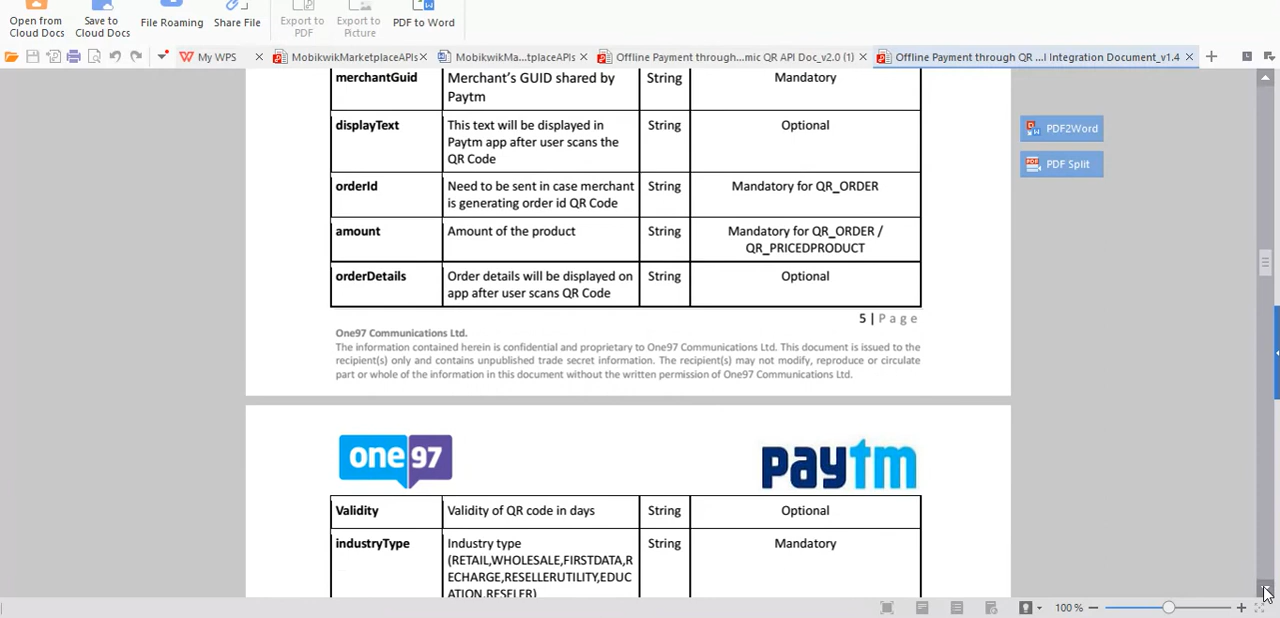 Open from Save to File Roaming Share File Export to Export to PDF to Word
Cloud Docs Cloud Docs PDF Picture
My WPS MobikwikMarketplaceAPIs MobikwikMa...tplaceAPIs Offline Payment through...mic QR API Doc_v2.0 (1) Offline Payment through QR ...l Integration Document_v1.4
merchantGuid Merchant's GUID shared by String Mandatory
Paytm
PDF2Word
displayText This text will be displayed in String Optional
Paytm app after user scans the
QR Code
PDF Split
orderId Need to be sent in case merchant String Mandatory for QR_ORDER
is generating order id QR Code
amount Amount of the product String Mandatory for QR_ORDER /
QR_PRICEDPRODUCT
orderDetails Order details will be displayed on String Optional
app after user scans QR Code
5 | Page
One97 Communications Ltd.
The information contained herein is confidential and proprietary to One97 Communications Ltd. This document is issued to the
recipient(s) only and contains unpublished trade secret information. The recipient(s) may not modify, reproduce or circulate
part or whole of the information in this document without the written permission of One97 Communications Ltd.
one97 paytm
Validity Validity of QR code in days String Optional
industryType Industry type String Mandatory
(RETAIL,WHOLESALE,FIRSTDATA,R
ECHARGE,RESELLERUTILITY,EDUC
ATION,RESELER)
100 %